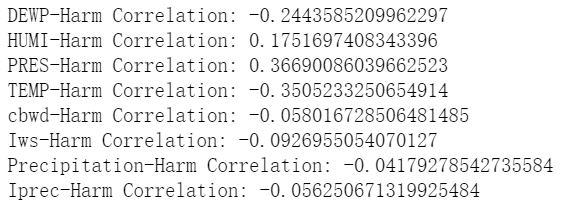 DEWP-Harm Correlation: -0.2443585209962297
HUMI-Harm Correlation: 0.1751697408343396
PRES-Harm Correlation: 0.36690086039662523
TEMP-Harm Correlation: -0.3505233250654914
cbwd-Harm Correlation: -0.058016728506481485
Iws-Harm Correlation: -0.0926955054070127
Precipitation-Harm Correlation: -0.04179278542735584
Iprec-Harm Correlation: -0.056250671319925484